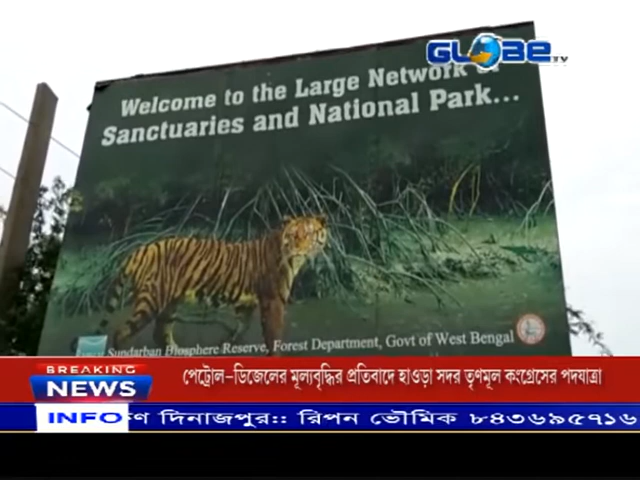 GLOBE TV
Welcome to the Large Network of
Sanctuaries and National Park...
Sundarban Biosphere Reserve, Forest Department, Govt of West Bengal
BREAKING
NEWS
পেট্রোল-ডিজেলের মূল্যবৃদ্ধির প্রতিবাদে হাওড়া সদর তৃণমূল কংগ্রেসের পদযাত্রা
INFO
ণ দিনাজপুর:: রিপন ভৌমিক ৮৪৩৬৯৫৭১৬